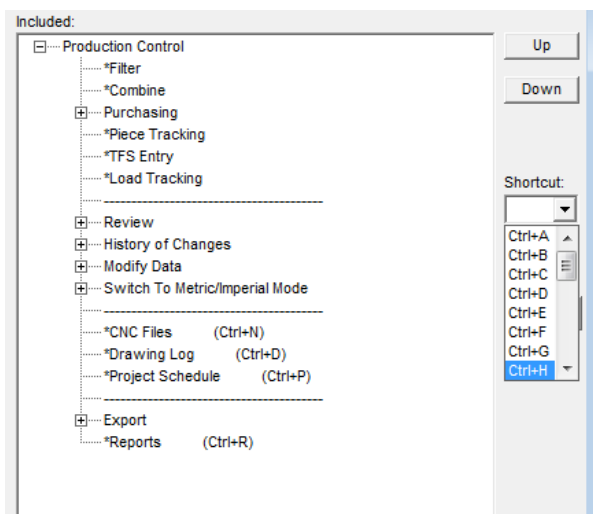 Included:
Production Control
*Filter
*Combine
Purchasing
*Piece Tracking
*TFS Entry
*Load Tracking
----------------------------------------
Review
History of Changes
Modify Data
Switch To Metric/Imperial Mode
----------------------------------------
*CNC Files (Ctrl+N)
*Drawing Log (Ctrl+D)
*Project Schedule (Ctrl+P)
----------------------------------------
Export
*Reports (Ctrl+R)
Up
Down
Shortcut:
Ctrl+A
Ctrl+B
Ctrl+C
Ctrl+D
Ctrl+E
Ctrl+F
Ctrl+G
Ctrl+H